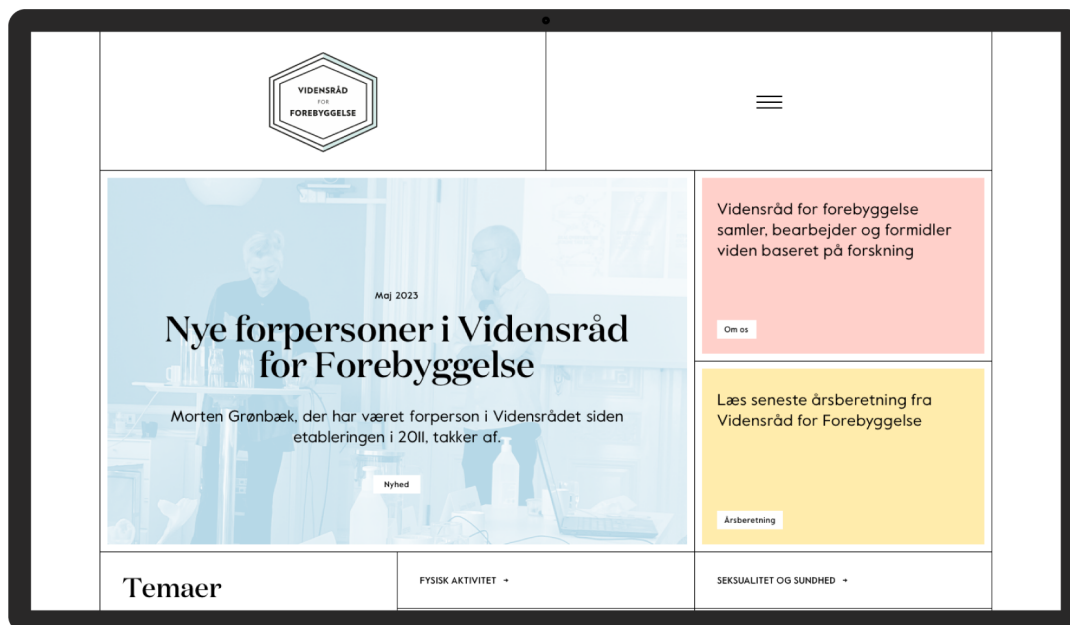 VIDENSRÅD
FOR
FOREBYGGELSE
Maj 2023
Nye forpersoner i Vidensråd
for Forebyggelse
Morten Grønbæk, der har været forperson i Vidensrådet siden
etableringen i 2011, takker af.
Nyhed
Vidensråd for forebyggelse
samler, bearbejder og formidler
viden baseret på forskning
Om os
Læs seneste årsberetning fra
Vidensråd for Forebyggelse
Årsberetning
Temaer
FYSISK AKTIVITET →
SEKSUALITET OG SUNDHED →